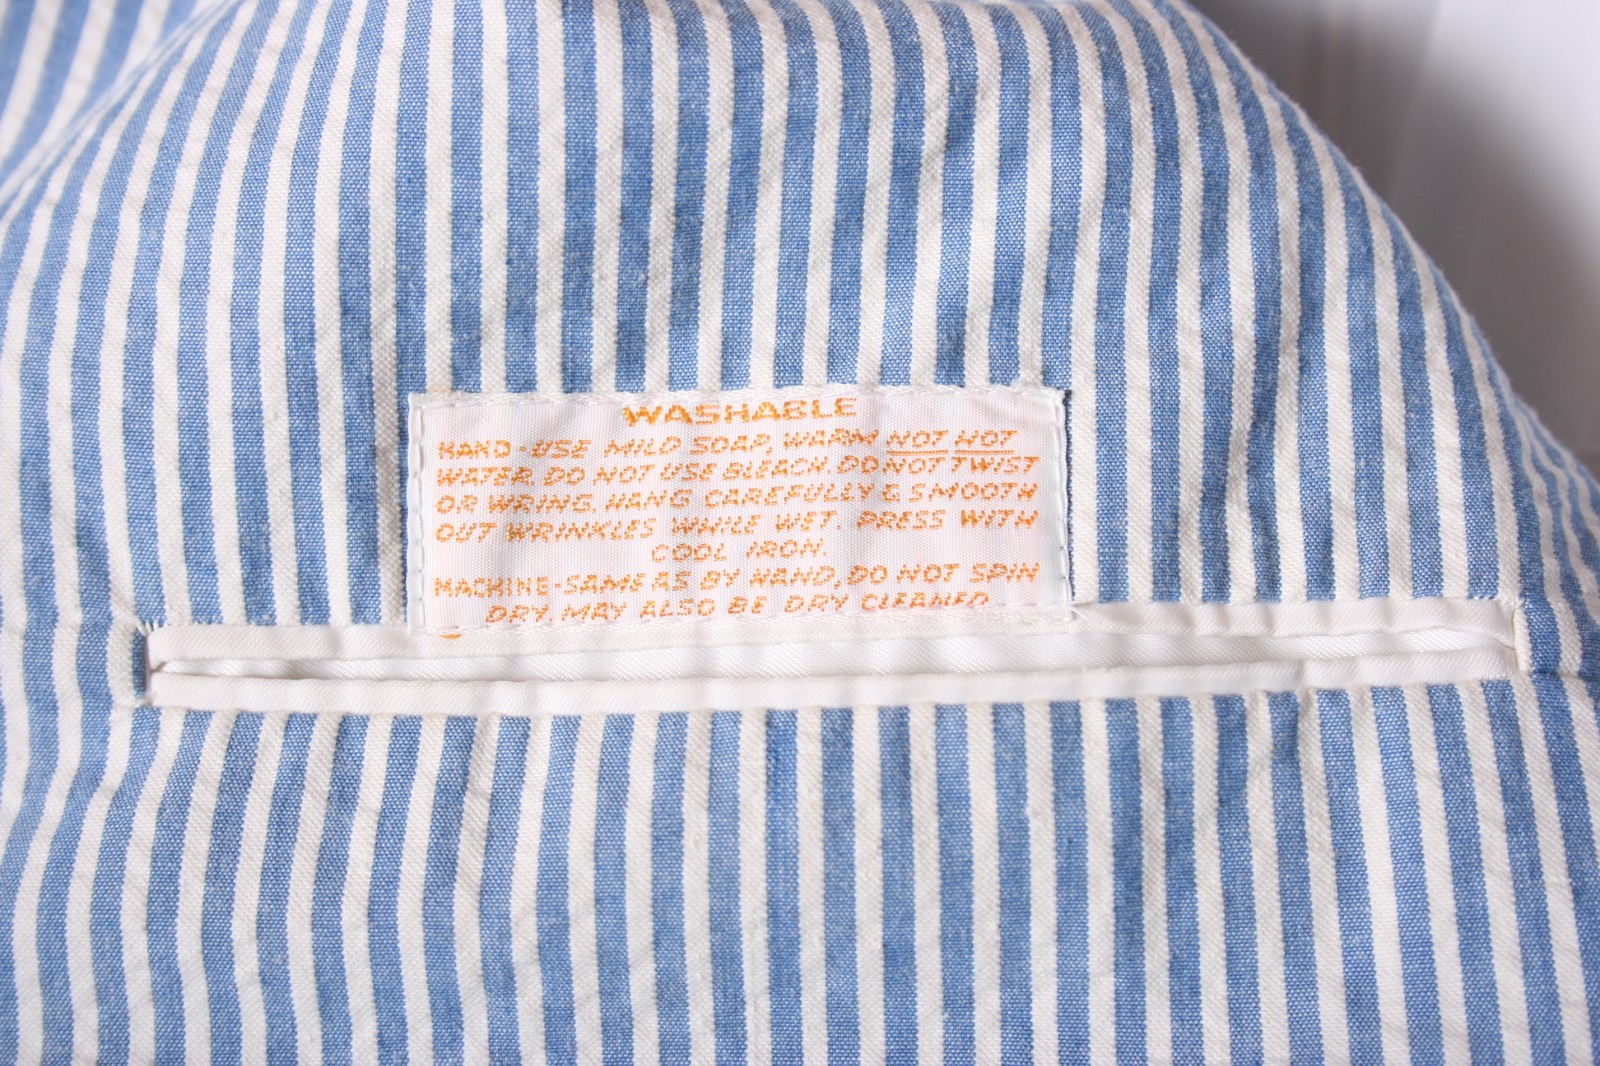 WASHABLE
HAND-USE MILD SOAP, WARM NOT HOT
WATER. DO NOT USE BLEACH. DO NOT TWIST
OR WRING. HANG CAREFULLY & SMOOTH
OUT WRINKLES WHILE WET. PRESS WITH
COOL IRON.
MACHINE-SAME AS BY HAND, DO NOT SPIN
DRY. MAY ALSO BE DRY CLEANED